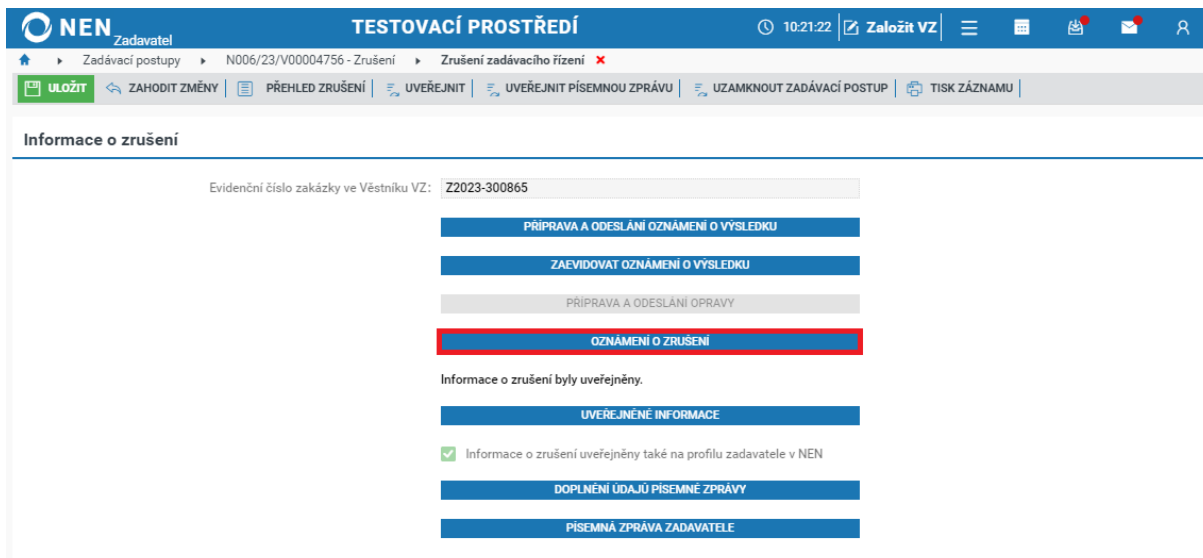 NEN Zadavatel TESTOVACÍ PROSTŘEDÍ 10:21:22 Založit VZ
Zadávací postupy N006/23/V00004756 - Zrušení Zrušení zadávacího řízení
ULOŽIT ZAHODIT ZMĚNY PŘEHLED ZRUŠENÍ UVEŘEJNIT UVEŘEJNIT PÍSEMNOU ZPRÁVU UZAMKNOUT ZADÁVACÍ POSTUP TISK ZÁZNAMU
Informace o zrušení
Evidenční číslo zakázky ve Věstníku VZ: Z2023-300865
PŘÍPRAVA A ODESLÁNÍ OZNÁMENÍ O VÝSLEDKU
ZAEVIDOVAT OZNÁMENÍ O VÝSLEDKU
PŘÍPRAVA A ODESLÁNÍ OPRAVY
OZNÁMENÍ O ZRUŠENÍ
Informace o zrušení byly uveřejněny.
UVEŘEJNĚNÉ INFORMACE
Informace o zrušení uveřejněny také na profilu zadavatele v NEN
DOPLNĚNÍ ÚDAJŮ PÍSEMNÉ ZPRÁVY
PÍSEMNÁ ZPRÁVA ZADAVATELE